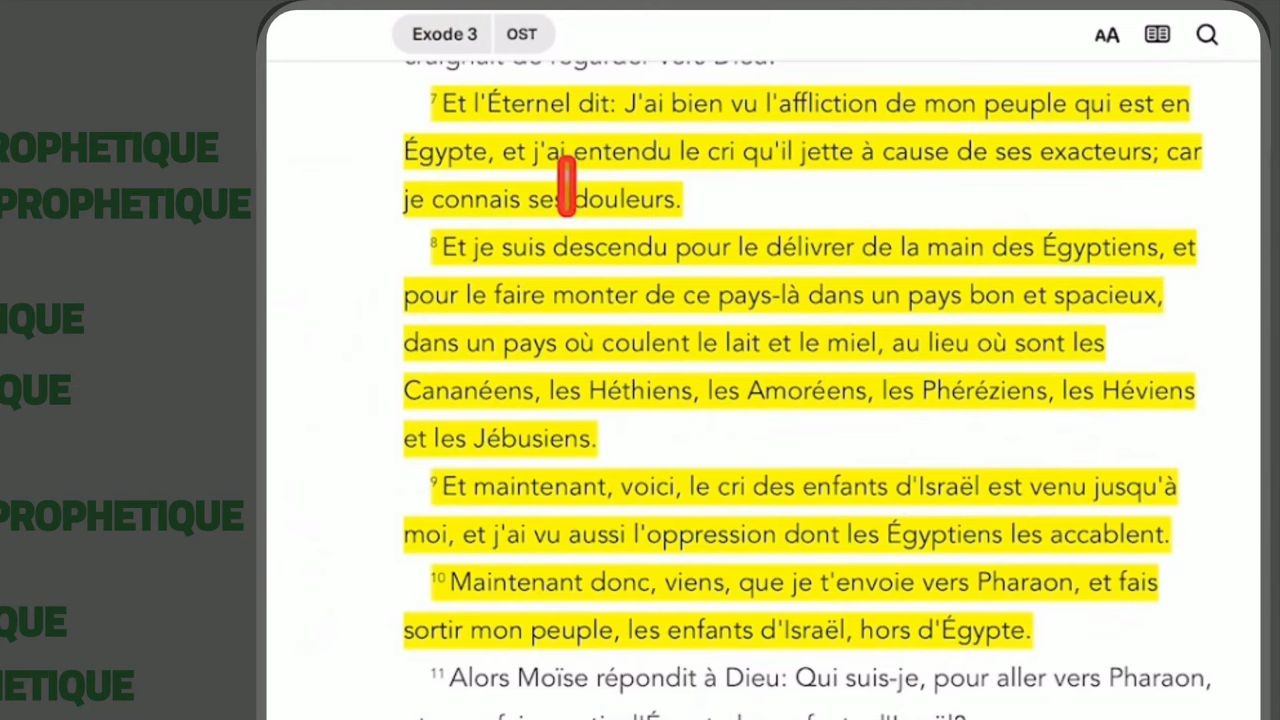 Exode 3 OST
AA
craignait de regarder vers Dieu.
7 Et l'Éternel dit: J'ai bien vu l'affliction de mon peuple qui est en
Égypte, et j'ai entendu le cri qu'il jette à cause de ses exacteurs; car
je connais ses douleurs.
8 Et je suis descendu pour le délivrer de la main des Égyptiens, et
pour le faire monter de ce pays-là dans un pays bon et spacieux,
dans un pays où coulent le lait et le miel, au lieu où sont les
Cananéens, les Héthiens, les Amoréens, les Phéréziens, les Héviens
et les Jébusiens.
9 Et maintenant, voici, le cri des enfants d'Israël est venu jusqu'à
moi, et j'ai vu aussi l'oppression dont les Égyptiens les accablent.
10 Maintenant donc, viens, que je t'envoie vers Pharaon, et fais
sortir mon peuple, les enfants d'Israël, hors d'Égypte.
11 Alors Moïse répondit à Dieu: Qui suis-je, pour aller vers Pharaon,
ROPHETIQUE
PROPHETIQUE
IQUE
QUE
PROPHETIQUE
QUE
HETIQUE